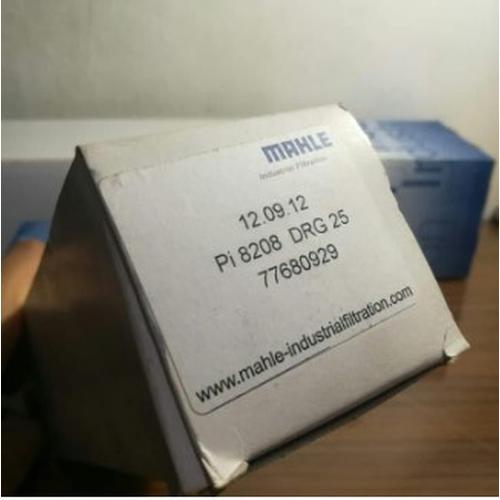 MAHLE
Industrial Filtration
12.09.12
Pi 8208 DRG 25
77680929
www.mahle-industrialfiltration.com